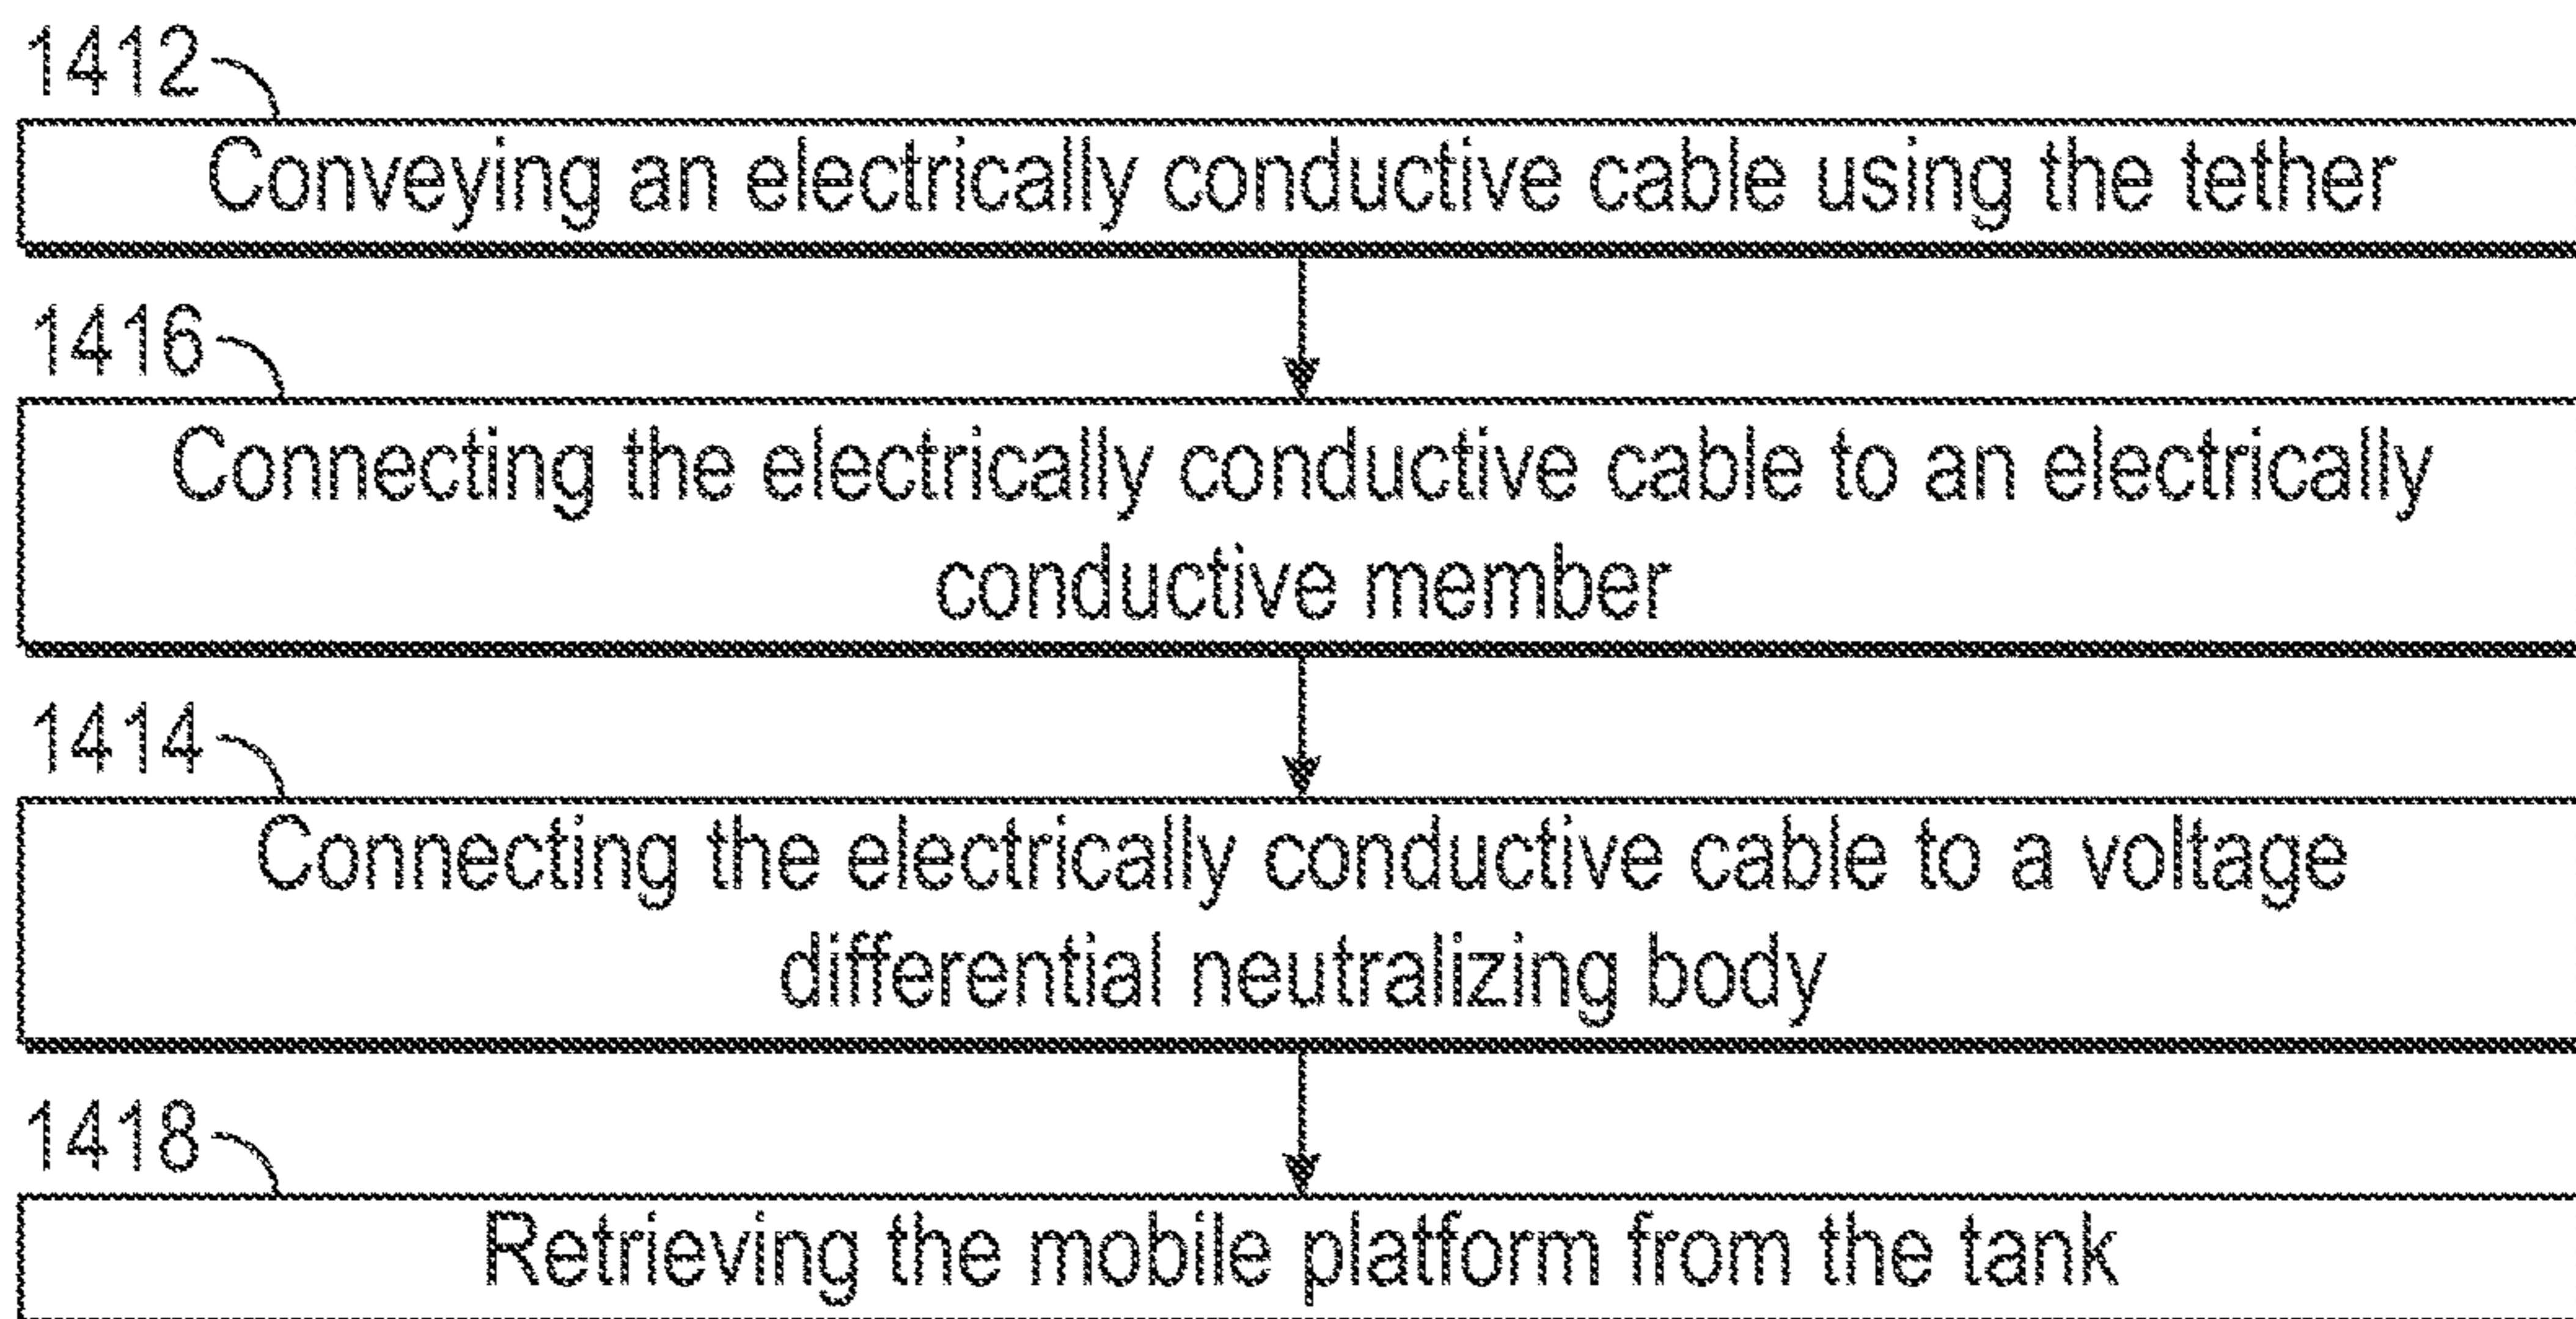 1412
Conveying an electrically conductive cable using the tether
1416
Connecting the electrically conductive cable to an electrically
conductive member
1414
Connecting the electrically conductive cable to a voltage
differential neutralizing body
1418
Retrieving the mobile platform from the tank